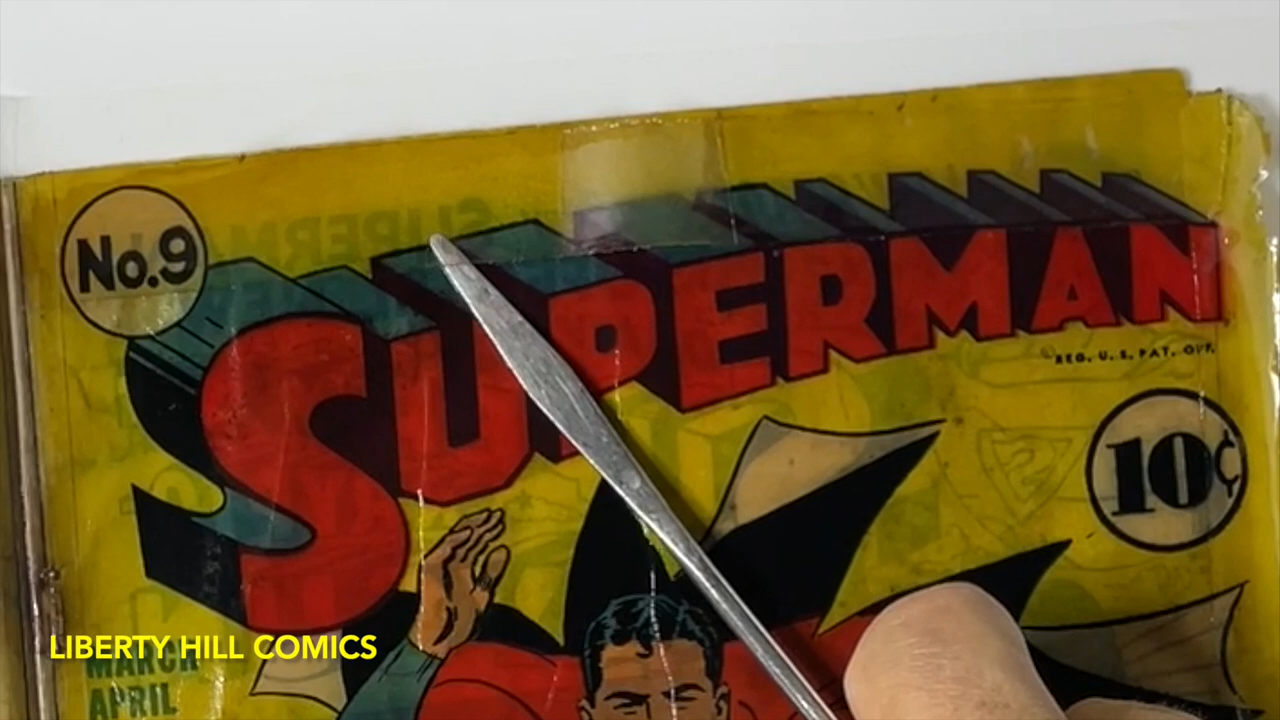 No.9
SUPERMAN
REG. U. S. PAT. OFF.
10¢
LIBERTY HILL COMICS
MARCH
APRIL